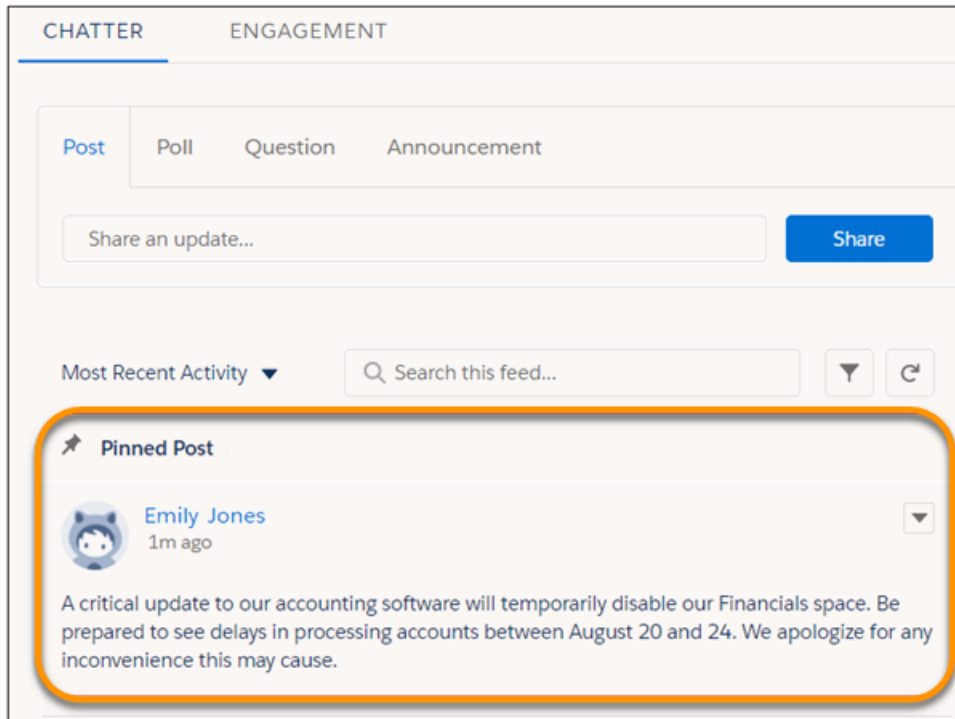 CHATTER ENGAGEMENT
Post Poll Question Announcement
Share an update... Share
Most Recent Activity Search this feed...
Pinned Post
Emily Jones
1m ago
A critical update to our accounting software will temporarily disable our Financials space. Be
prepared to see delays in processing accounts between August 20 and 24. We apologize for any
inconvenience this may cause.